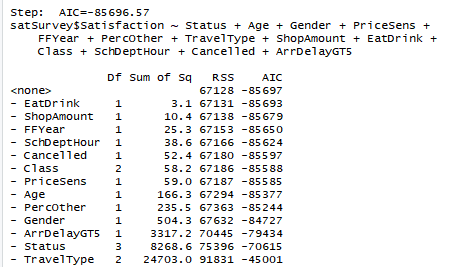 Step:  AIC=-85696.57
satSurvey$Satisfaction ~ Status + Age + Gender + PriceSens +
    FFYear + PercOther + TravelType + ShopAmount + EatDrink +
    Class + SchDeptHour + Cancelled + ArrDelayGT5

              Df Sum of Sq   RSS    AIC
<none>                     67128 -85697
- EatDrink     1       3.1 67131 -85693
- ShopAmount   1      10.4 67138 -85679
- FFYear       1      25.3 67153 -85650
- SchDeptHour  1      38.6 67166 -85624
- Cancelled    1      52.4 67180 -85597
- Class        2      58.2 67186 -85588
- PriceSens    1      59.0 67187 -85585
- Age          1     166.3 67294 -85377
- PercOther    1     235.5 67363 -85244
- Gender       1     504.3 67632 -84727
- ArrDelayGT5  1    3317.2 70445 -79434
- Status       3    8268.6 75396 -70615
- TravelType   2   24703.0 91831 -45001